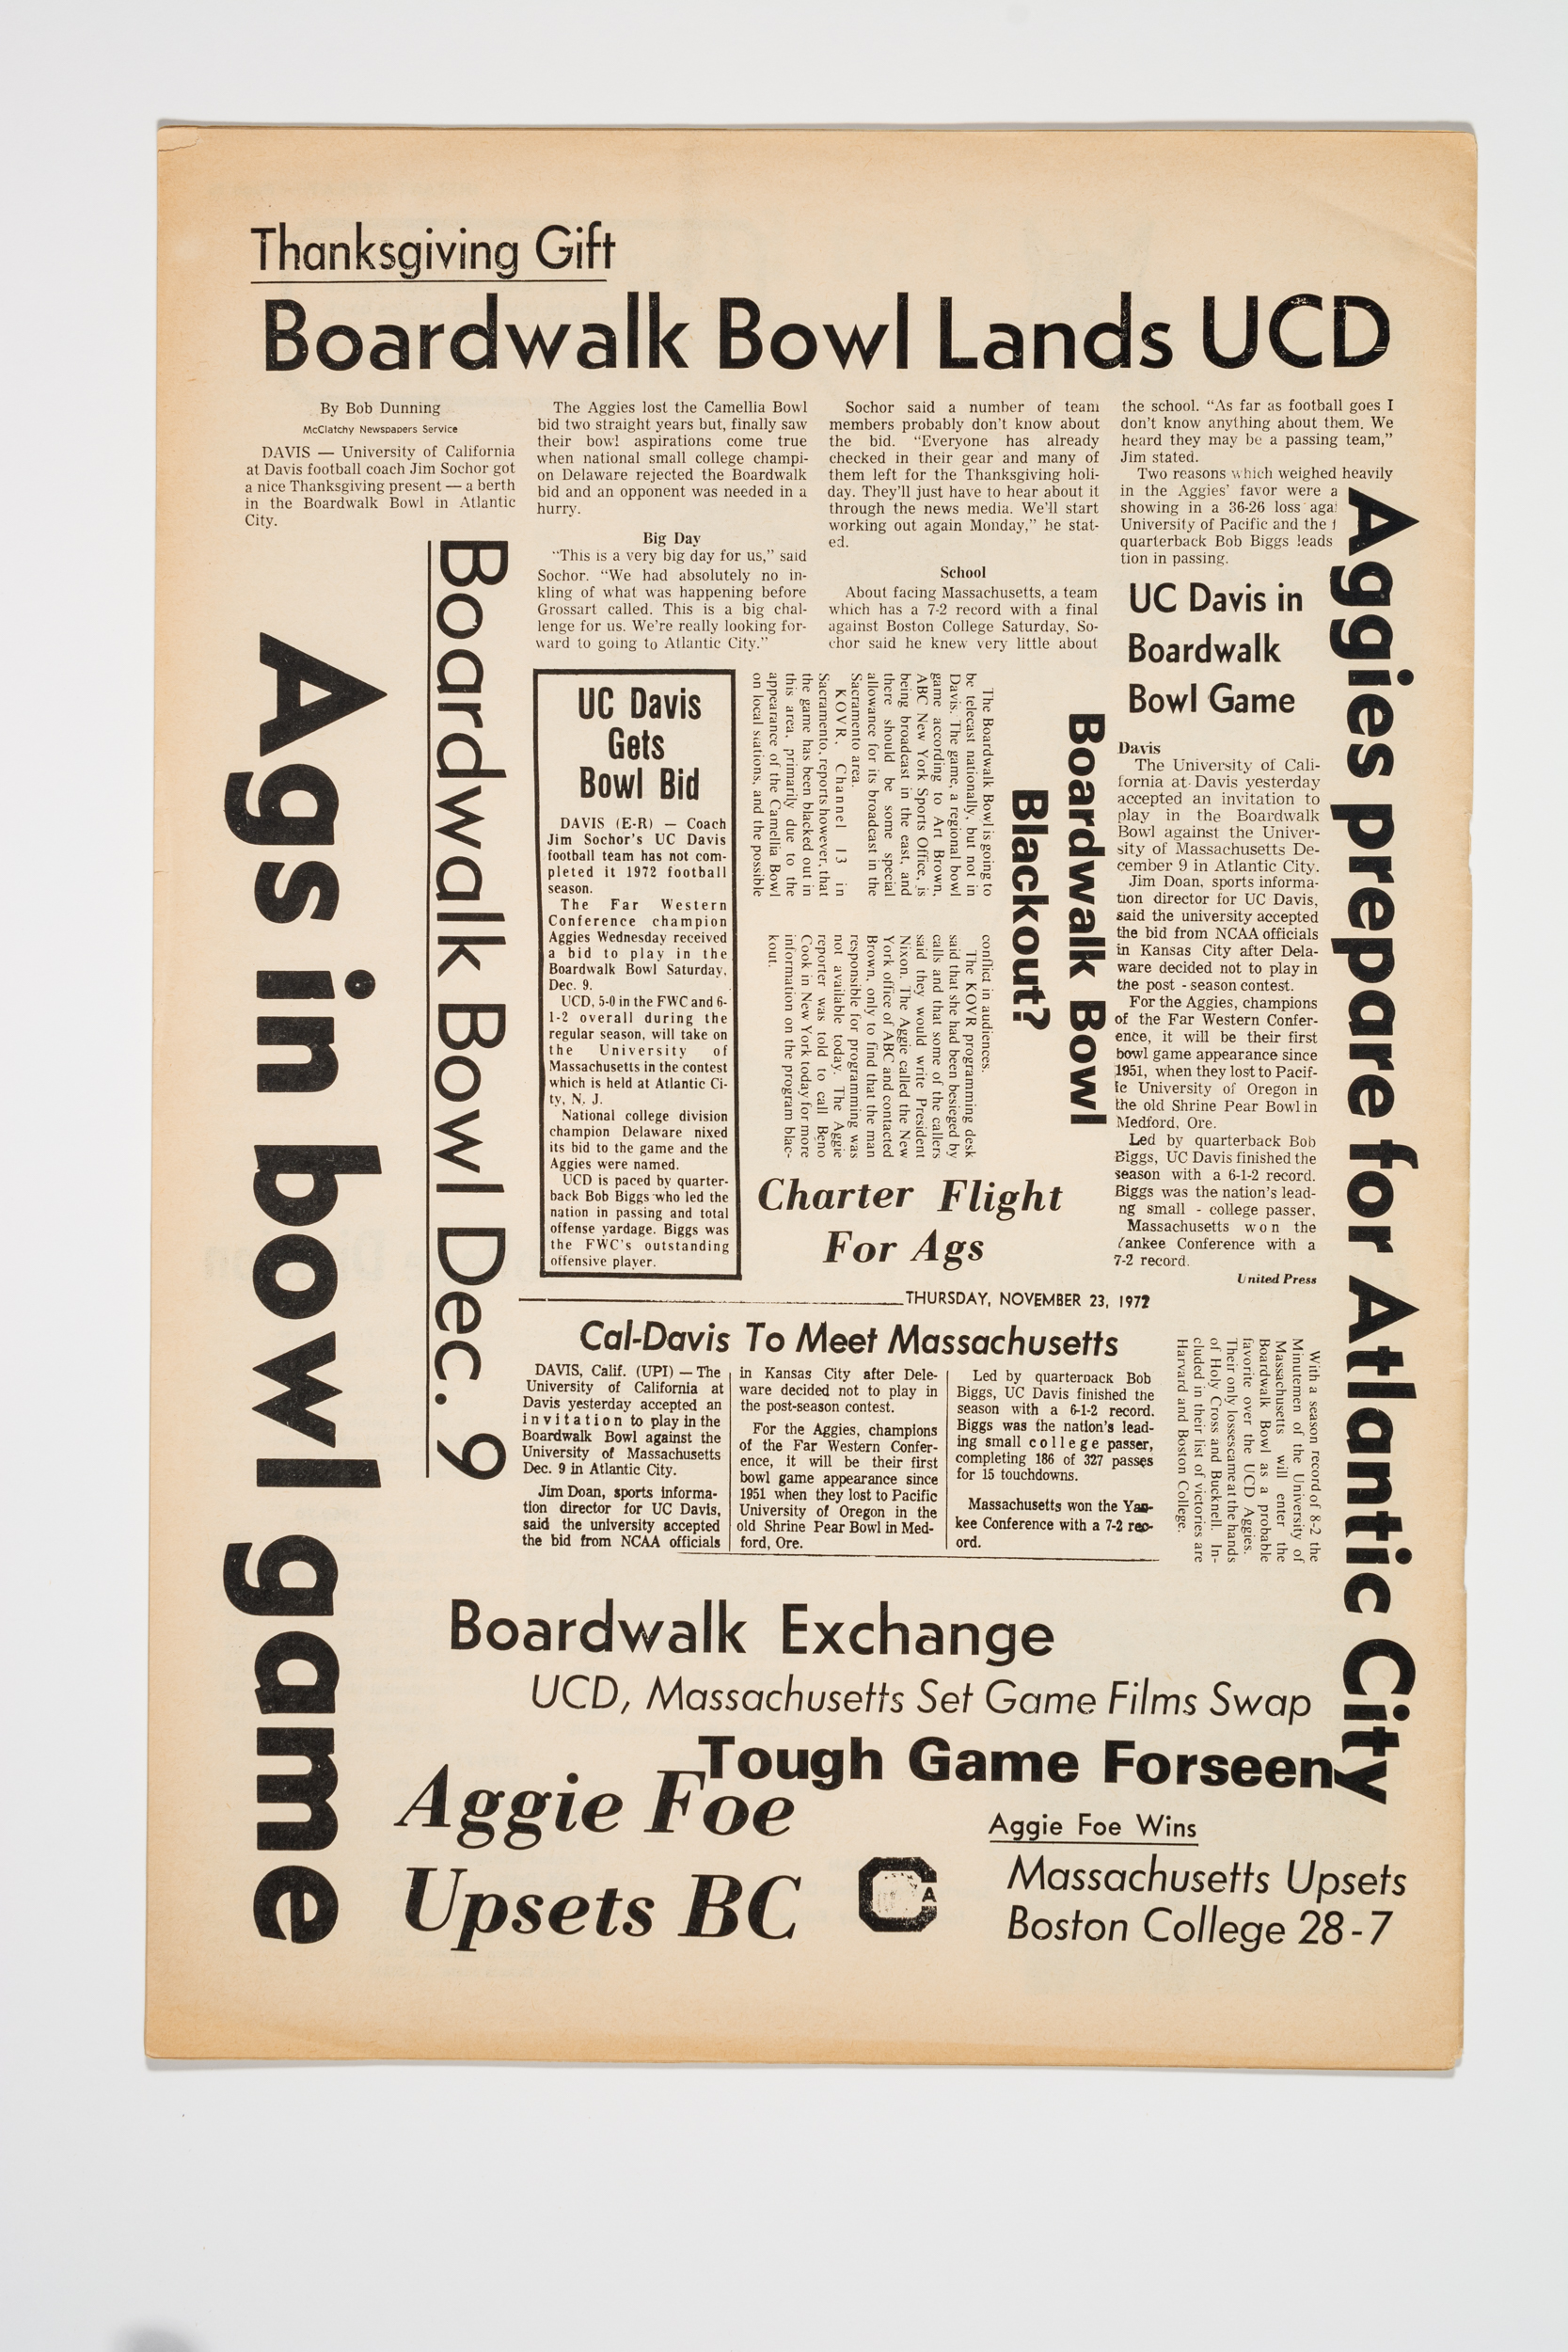 Thanksgiving Gift
Boardwalk Bowl Lands UCD
By Bob Dunning
McClatchy Newspapers Service
DAVIS — University of California
at Davis football coach Jim Sochor got
a nice Thanksgiving present — a berth
in the Boardwalk Bowl in Atlantic
City.
The Aggies lost the Camellia Bowl
bid two straight years but, finally saw
their bowl aspirations come true
when national small college champi-
on Delaware rejected the Boardwalk
bid and an opponent was needed in a
hurry.
Big Day
“This is a very big day for us,” said
Sochor. “We had absolutely no in-
kling of what was happening before
Grossart called. This is a big chal-
lenge for us. We’re really looking for-
ward to going to Atlantic City.”
Sochor said a number of team
members probably don’t know about
the bid. “Everyone has already
checked in their gear and many of
them left for the Thanksgiving holi-
day. They’ll just have to hear about it
through the news media. We’ll start
working out again Monday,” he stat-
ed.
School
About facing Massachusetts, a team
which has a 7-2 record with a final
against Boston College Saturday, So-
chor said he knew very little about
the school. “As far as football goes I
don’t know anything about them. We
heard they may be a passing team,”
Jim stated.
Two reasons which weighed heavily
in the Aggies’ favor were a
showing in a 36-26 loss aga
University of Pacific and the
quarterback Bob Biggs leads
tion in passing.
Ags in bowl game
Boardwalk Bowl Dec. 9
UC Davis
Gets
Bowl Bid
DAVIS (E-R) — Coach
Jim Sochor’s UC Davis
football team has not com-
pleted it 1972 football
season.
The Far Western
Conference champion
Aggies Wednesday received
a bid to play in the
Boardwalk Bowl Saturday,
Dec. 9.
UCD, 5-0 in the FWC and 6-
1-2 overall during the
regular season, will take on
the University of
Massachusetts in the contest
which is held at Atlantic Ci-
ty, N. J.
National college division
champion Delaware nixed
its bid to the game and the
Aggies were named.
UCD is paced by quarter-
back Bob Biggs who led the
nation in passing and total
offense yardage. Biggs was
the FWC’s outstanding
offensive player.
Boardwalk Bowl
Blackout?
The Boardwalk Bowl is going to
be telecast nationally, but not in
Davis. The game, a regional bowl
game according to Art Brown,
ABC New York Sports Office, is
being broadcast in the east, and
there should be some special
allowance for its broadcast in the
Sacramento area.
KOVR, Channel 13 in
Sacramento, reports however, that
the game has been blacked out in
this area, primarily due to the
appearance of the Camellia Bowl
on local stations, and the possible
conflict in audiences.
The KOVR programming desk
said that she had been besieged by
calls and that some of the callers
said they would write President
Nixon. The Aggie called the New
York office of ABC and contacted
Brown, only to find that the man
responsible for programming was
not available today. The Aggie
reporter was told to call Beno
Cook in New York today for more
information on the program blac-
kout.
Charter Flight
For Ags
UC Davis in
Boardwalk
Bowl Game
Davis
The University of Cali-
fornia at Davis yesterday
accepted an invitation to
play in the Boardwalk
Bowl against the Univer-
sity of Massachusetts De-
cember 9 in Atlantic City.
Jim Doan, sports informa-
tion director for UC Davis,
said the university accepted
the bid from NCAA officials
in Kansas City after Dela-
ware decided not to play in
the post - season contest.
For the Aggies, champions
of the Far Western Confer-
ence, it will be their first
bowl game appearance since
1951, when they lost to Pacif-
ic University of Oregon in
the old Shrine Pear Bowl in
Medford, Ore.
Led by quarterback Bob
Biggs, UC Davis finished the
season with a 6-1-2 record.
Biggs was the nation’s lead-
ng small - college passer.
Massachusetts won the
ankee Conference with a
7-2 record.
United Press
Aggies prepare for Atlantic City
THURSDAY, NOVEMBER 23, 1972
Cal-Davis To Meet Massachusetts
DAVIS, Calif. (UPI) — The
University of California at
Davis yesterday accepted an
invitation to play in the
Boardwalk Bowl against the
University of Massachusetts
Dec. 9 in Atlantic City.
Jim Doan, sports informa-
tion director for UC Davis,
said the university accepted
the bid from NCAA officials
in Kansas City after Dele-
ware decided not to play in
the post-season contest.
For the Aggies, champions
of the Far Western Confer-
ence, it will be their first
bowl game appearance since
1951 when they lost to Pacific
University of Oregon in the
old Shrine Pear Bowl in Med-
ford, Ore.
Led by quarterback Bob
Biggs, UC Davis finished the
season with a 6-1-2 record.
Biggs was the nation’s lead-
ing small college passer,
completing 186 of 327 passes
for 15 touchdowns.
Massachusetts won the Yan-
kee Conference with a 7-2 rec-
ord.
With a season record of 8-2 the
Minutemen of the University of
Massachusetts will enter the
Boardwalk Bowl as a probable
favorite over the UCD Aggies.
Their only losses came at the hands
of Holy Cross and Bucknell. In-
cluded in their list of victories are
Harvard and Boston College.
Boardwalk Exchange
UCD, Massachusetts Set Game Films Swap
Tough Game Forseen
Aggie Foe
Upsets BC
CA
Aggie Foe Wins
Massachusetts Upsets
Boston College 28-7